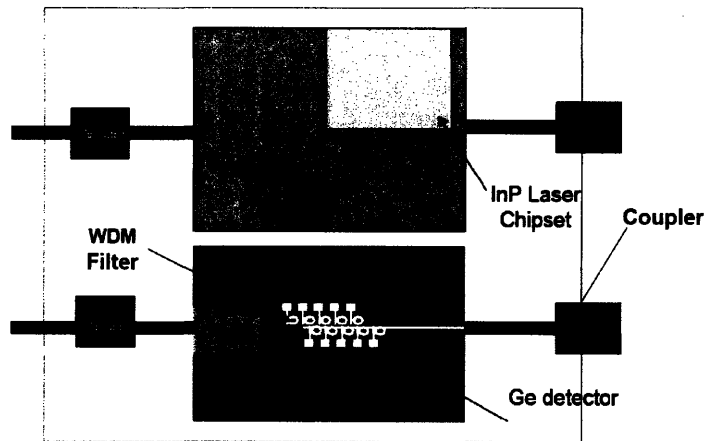 InP Laser
Chipset
Coupler
WDM
Filter
Ge detector